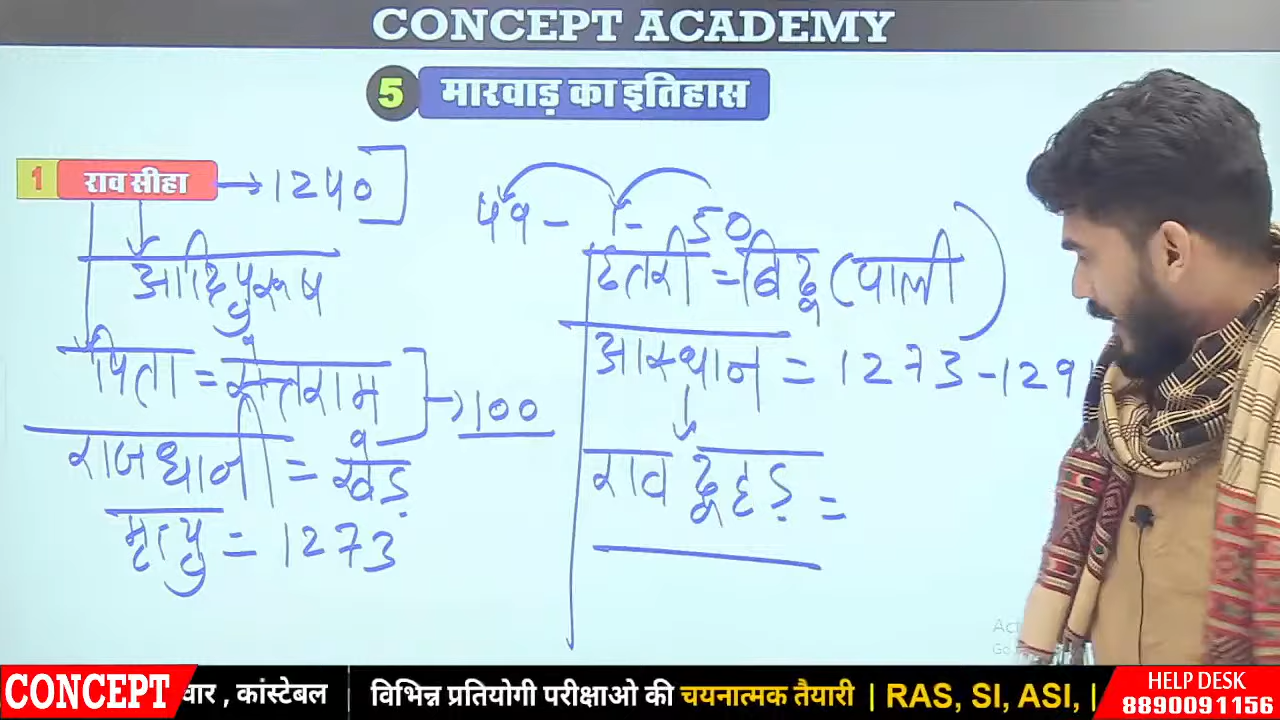 CONCEPT ACADEMY
5 मारवाड़ का इतिहास
1 राव सीहा → 1240
आदिपुरूष
पिता = सेतराम → 100
राजधानी = खेड़
मृत्यु = 1273
49 - 1 - 50
छतरी = बिठू (पाली)
आस्थान = 1273 - 129
राव दूहड़ =
CONCEPT
वार , कांस्टेबल
विभिन्न प्रतियोगी परीक्षाओ की चयनात्मक तैयारी | RAS, SI, ASI, |
HELP DESK
8890091156